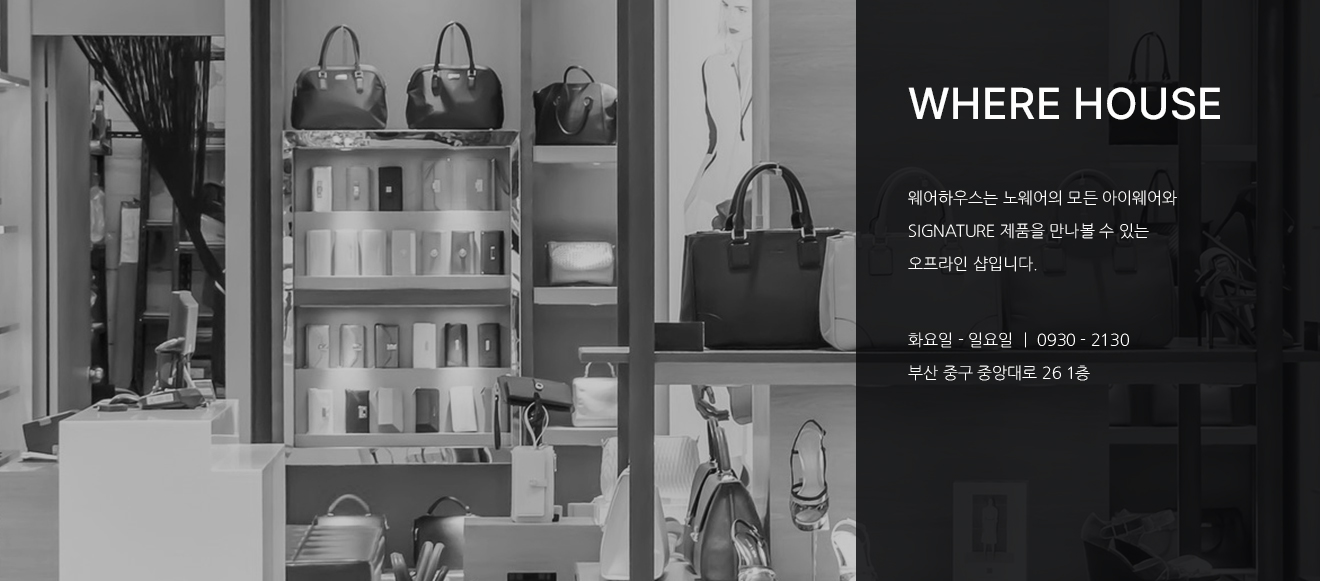 WHERE HOUSE
웨어하우스는 노웨어의 모든 아이웨어와
SIGNATURE 제품을 만나볼 수 있는
오프라인 샵입니다.
화요일 - 일요일 ㅣ 0930 - 2130
부산 중구 중앙대로 26 1층